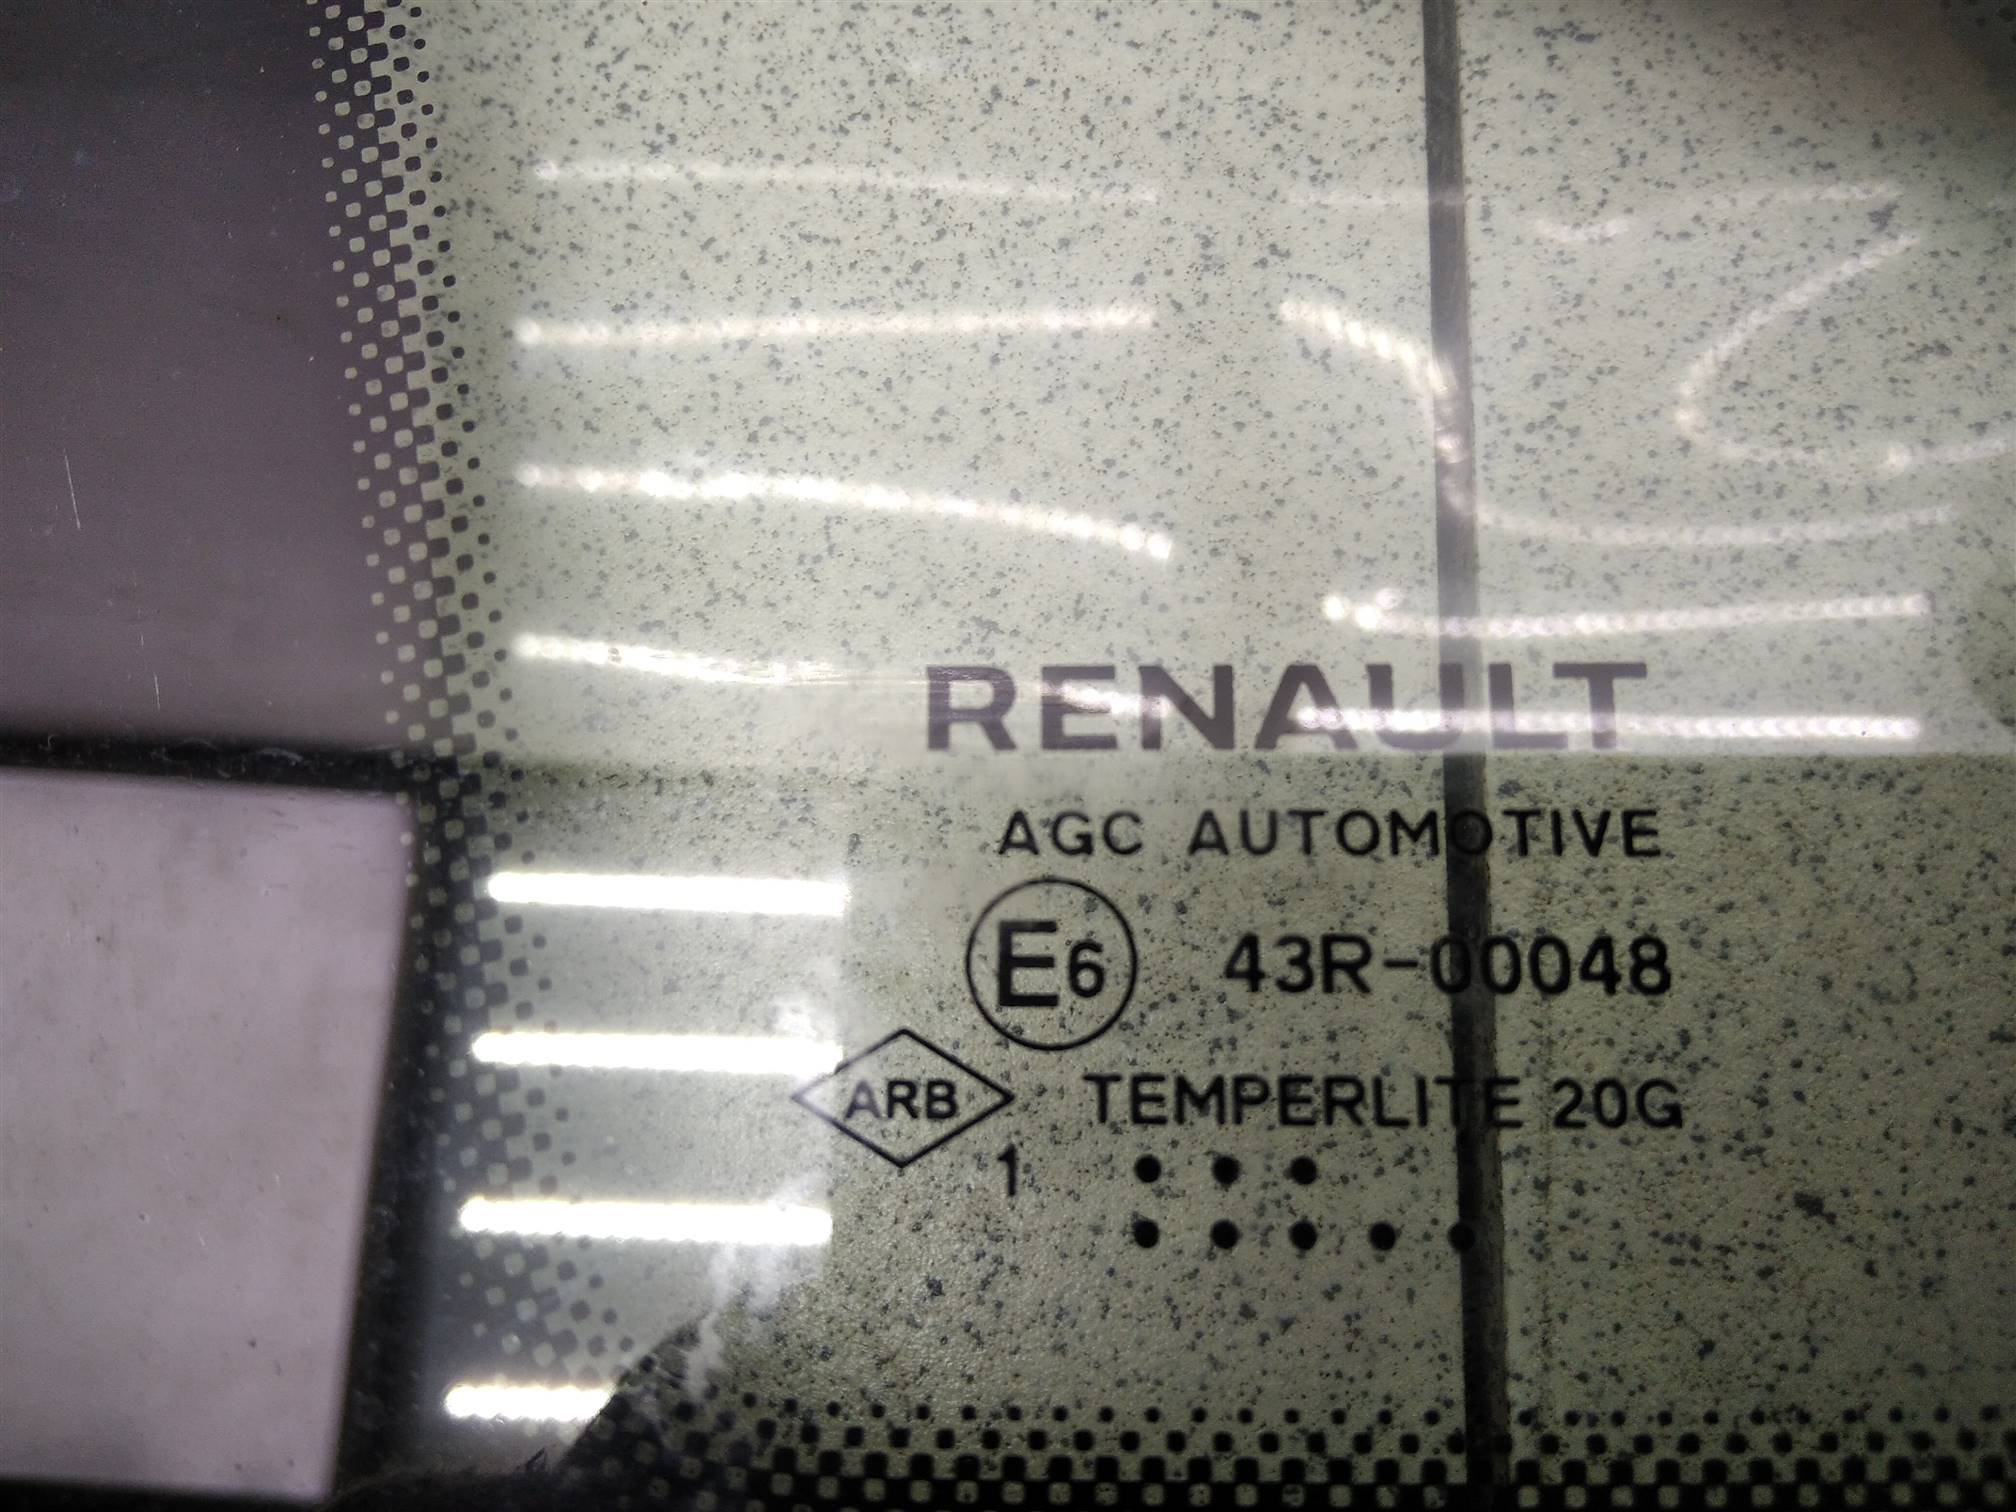 RENAULT
AGC AUTOMOTIVE
E6 43R-00048
ARB TEMPERLITE 20G
1